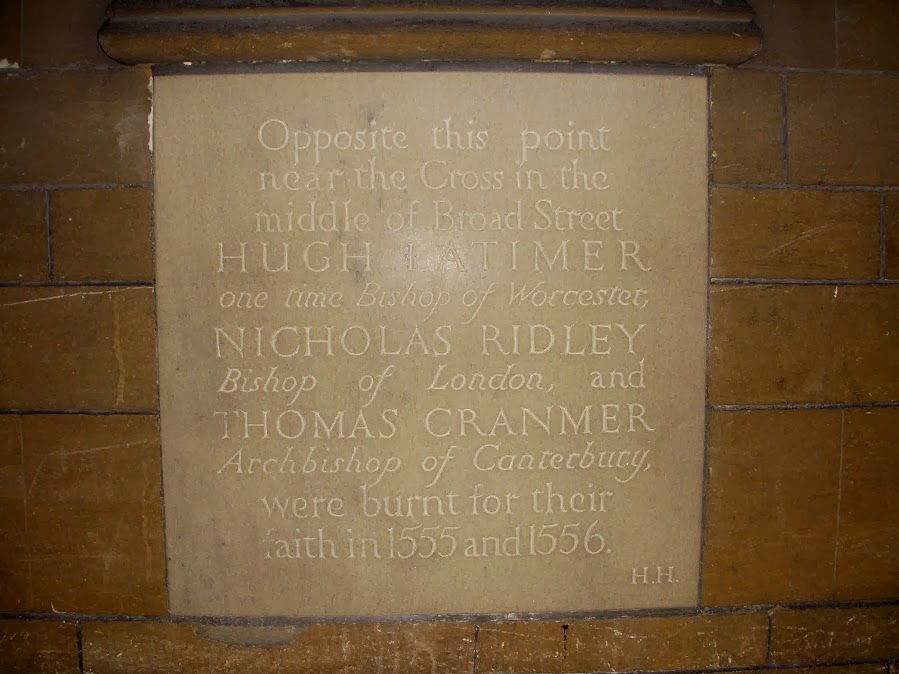 Opposite this point
near the Cross in the
middle of Broad Street
HUGH LATIMER
one time Bishop of Worcester,
NICHOLAS RIDLEY
Bishop of London, and
THOMAS CRANMER
Archbishop of Canterbury,
were burnt for their
faith in 1555 and 1556.
H.H.